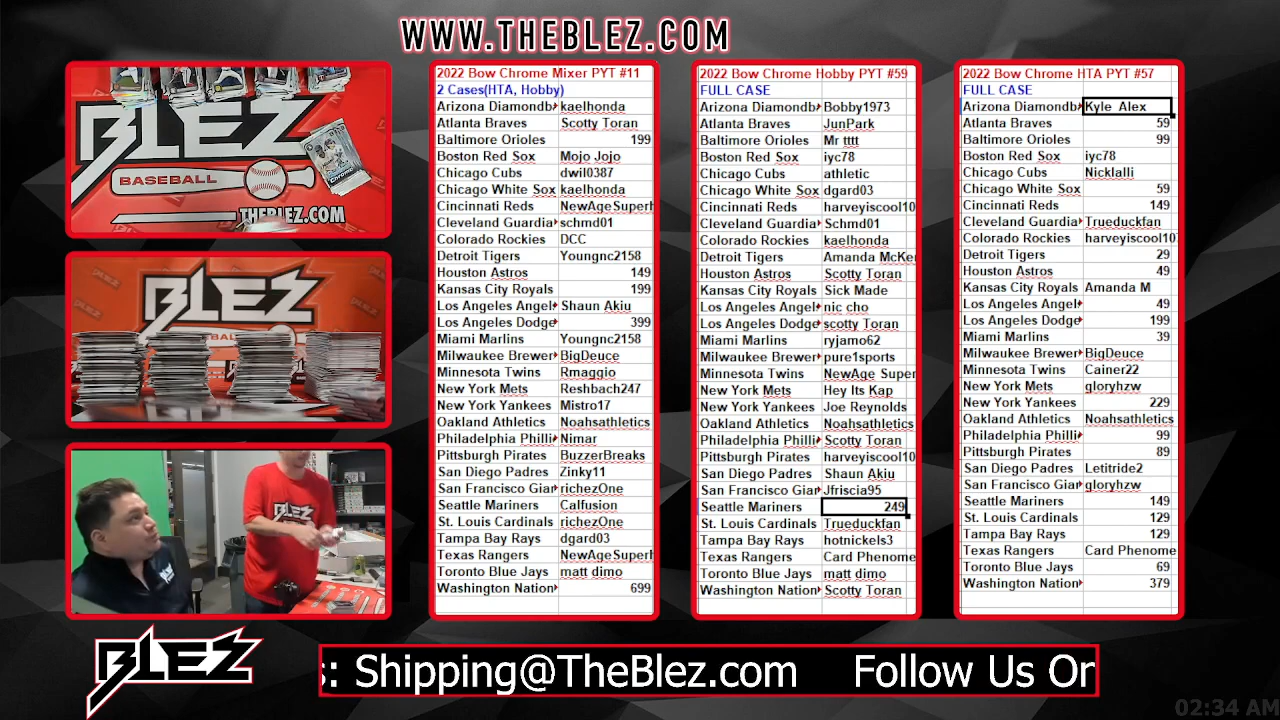 WWW.THEBLEZ.COM
BLEZ
BASEBALL
THEBLEZ.COM
BLEZ
BLEZ
2022 Bow Chrome Mixer PYT #11
2 Cases(HTA, Hobby)
Arizona Diamondb kaelhonda
Atlanta Braves Scotty Toran
Baltimore Orioles 199
Boston Red Sox Mojo Jojo
Chicago Cubs dwil0387
Chicago White Sox kaelhonda
Cincinnati Reds NewAgeSuperh
Cleveland Guardia schmd01
Colorado Rockies DCC
Detroit Tigers Youngnc2158
Houston Astros 149
Kansas City Royals 199
Los Angeles Angel Shaun Akiu
Los Angeles Dodge 399
Miami Marlins Youngnc2158
Milwaukee Brewer BigDeuce
Minnesota Twins Rmaggio
New York Mets Reshbach247
New York Yankees Mistro17
Oakland Athletics Noahsathletics
Philadelphia Philli Nimar
Pittsburgh Pirates BuzzerBreaks
San Diego Padres Zinky11
San Francisco Giar richezOne
Seattle Mariners Calfusion
St. Louis Cardinals richezOne
Tampa Bay Rays dgard03
Texas Rangers NewAgeSuperh
Toronto Blue Jays matt dimo
Washington Nation 699
2022 Bow Chrome Hobby PYT #59
FULL CASE
Arizona Diamondb Bobby1973
Atlanta Braves JunPark
Baltimore Orioles Mr tttt
Boston Red Sox iyc78
Chicago Cubs athletic
Chicago White Sox dgard03
Cincinnati Reds harveyiscool10
Cleveland Guardia Schmd01
Colorado Rockies kaelhonda
Detroit Tigers Amanda McKe
Houston Astros Scotty Toran
Kansas City Royals Sick Made
Los Angeles Angel nic cho
Los Angeles Dodge scotty Toran
Miami Marlins ryjamo62
Milwaukee Brewer pure1sports
Minnesota Twins NewAge Super
New York Mets Hey Its Kap
New York Yankees Joe Reynolds
Oakland Athletics Noahsathletics
Philadelphia Philli Scotty Toran
Pittsburgh Pirates harveyiscool10
San Diego Padres Shaun Akiu
San Francisco Giar Jfriscia95
Seattle Mariners 249
St. Louis Cardinals Trueduckfan
Tampa Bay Rays hotnickels3
Texas Rangers Card Phenome
Toronto Blue Jays matt dimo
Washington Nation Scotty Toran
2022 Bow Chrome HTA PYT #57
FULL CASE
Arizona Diamondb Kyle Alex
Atlanta Braves 59
Baltimore Orioles 99
Boston Red Sox iyc78
Chicago Cubs Nicklalli
Chicago White Sox 59
Cincinnati Reds 149
Cleveland Guardia Trueduckfan
Colorado Rockies harveyiscool10
Detroit Tigers 29
Houston Astros 49
Kansas City Royals Amanda M
Los Angeles Angel 49
Los Angeles Dodge 199
Miami Marlins 39
Milwaukee Brewer BigDeuce
Minnesota Twins Cainer22
New York Mets gloryhzw
New York Yankees 229
Oakland Athletics Noahsathletics
Philadelphia Philli 99
Pittsburgh Pirates 89
San Diego Padres Letitride2
San Francisco Giar gloryhzw
Seattle Mariners 149
St. Louis Cardinals 129
Tampa Bay Rays 129
Texas Rangers Card Phenome
Toronto Blue Jays 69
Washington Nation 379
BLEZ
s: Shipping@TheBlez.com Follow Us On
02:34 AM